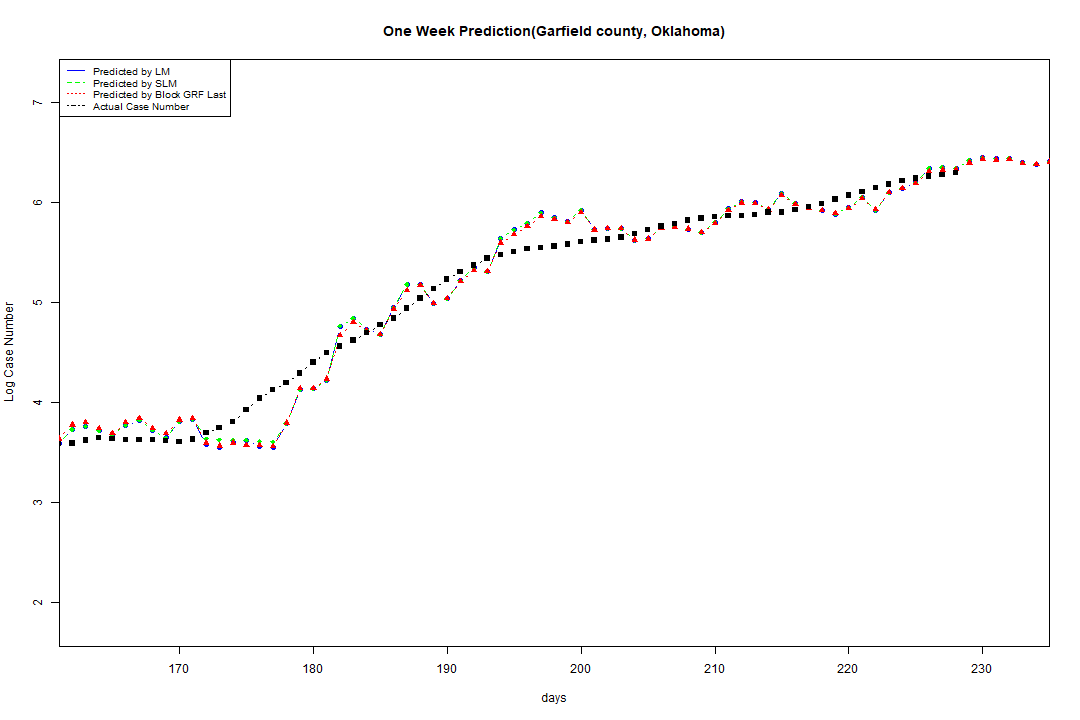 One Week Prediction(Garfield county, Oklahoma)
Predicted by LM
Predicted by SLM
Predicted by Block GRF Last
Actual Case Number
7
6
5
4
3
2
Log Case Number
170 180 190 200 210 220 230
days